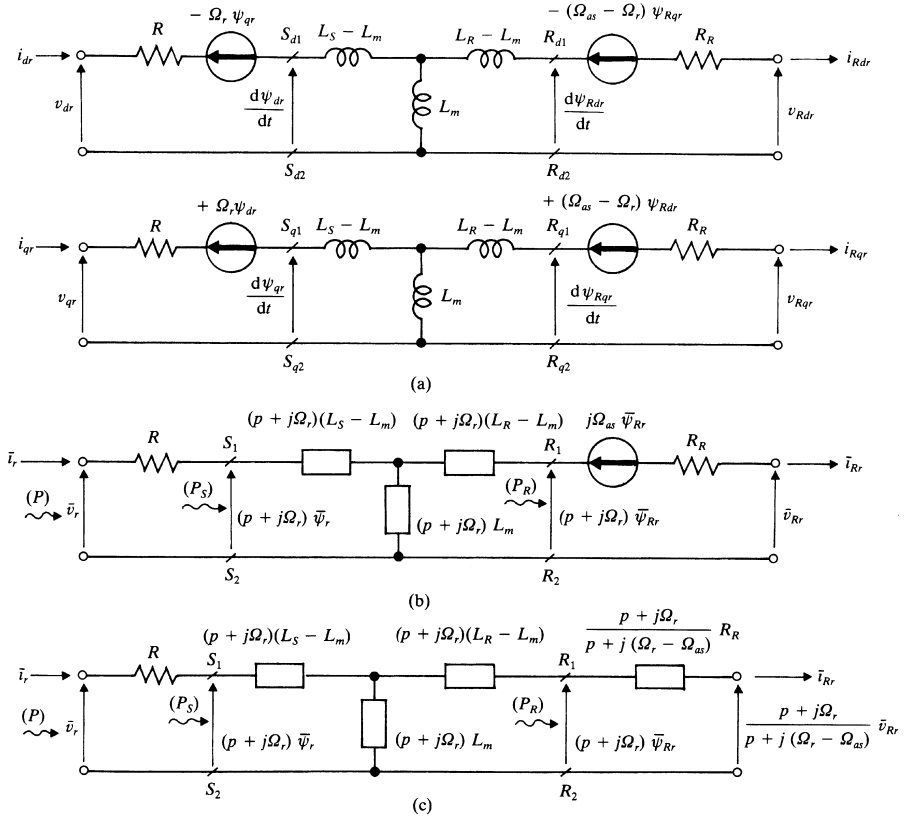 − Ω_r ψ_qr
− (Ω_as − Ω_r) ψ_Rqr
i_dr R S_d1 L_S − L_m L_R − L_m R_d1 R_R i_Rdr
v_dr dψ_dr/dt L_m dψ_Rdr/dt v_Rdr
S_d2 R_d2
+ Ω_r ψ_dr
+ (Ω_as − Ω_r) ψ_Rdr
i_qr R S_q1 L_S − L_m L_R − L_m R_q1 R_R i_Rqr
v_qr dψ_qr/dt L_m dψ_Rqr/dt v_Rqr
S_q2 R_q2
(a)
(p + jΩ_r)(L_S − L_m) (p + jΩ_r)(L_R − L_m) jΩ_as ψ̄_Rr
ī_r R S_1 R_1 R_R ī_Rr
(P) v̄_r (P_S) (p + jΩ_r) ψ̄_r (p + jΩ_r) L_m (P_R) (p + jΩ_r) ψ̄_Rr v̄_Rr
S_2 R_2
(b)
(p + jΩ_r)(L_S − L_m) (p + jΩ_r)(L_R − L_m) p + jΩ_r / p + j (Ω_r − Ω_as) R_R
ī_r R S_1 R_1 ī_Rr
(P) v̄_r (P_S) (p + jΩ_r) ψ̄_r (p + jΩ_r) L_m (P_R) (p + jΩ_r) ψ̄_Rr p + jΩ_r / p + j (Ω_r − Ω_as) v̄_Rr
S_2 R_2
(c)